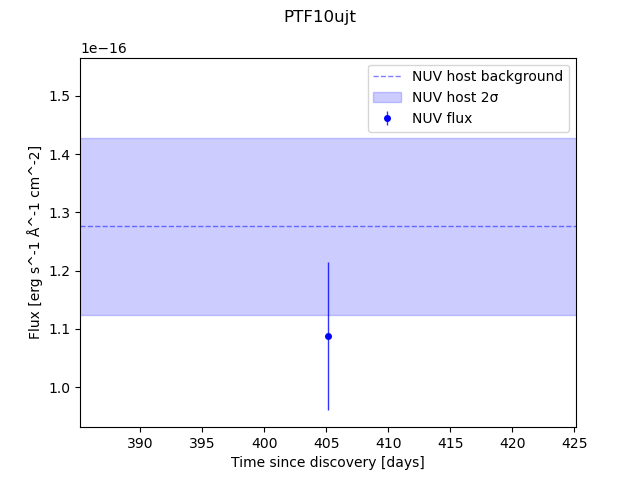 PTF10ujt
1e−16
NUV host background
NUV host 2σ
NUV flux
1.5
1.4
1.3
1.2
1.1
1.0
Flux [erg s^-1 Å^-1 cm^-2]
390 395 400 405 410 415 420 425
Time since discovery [days]